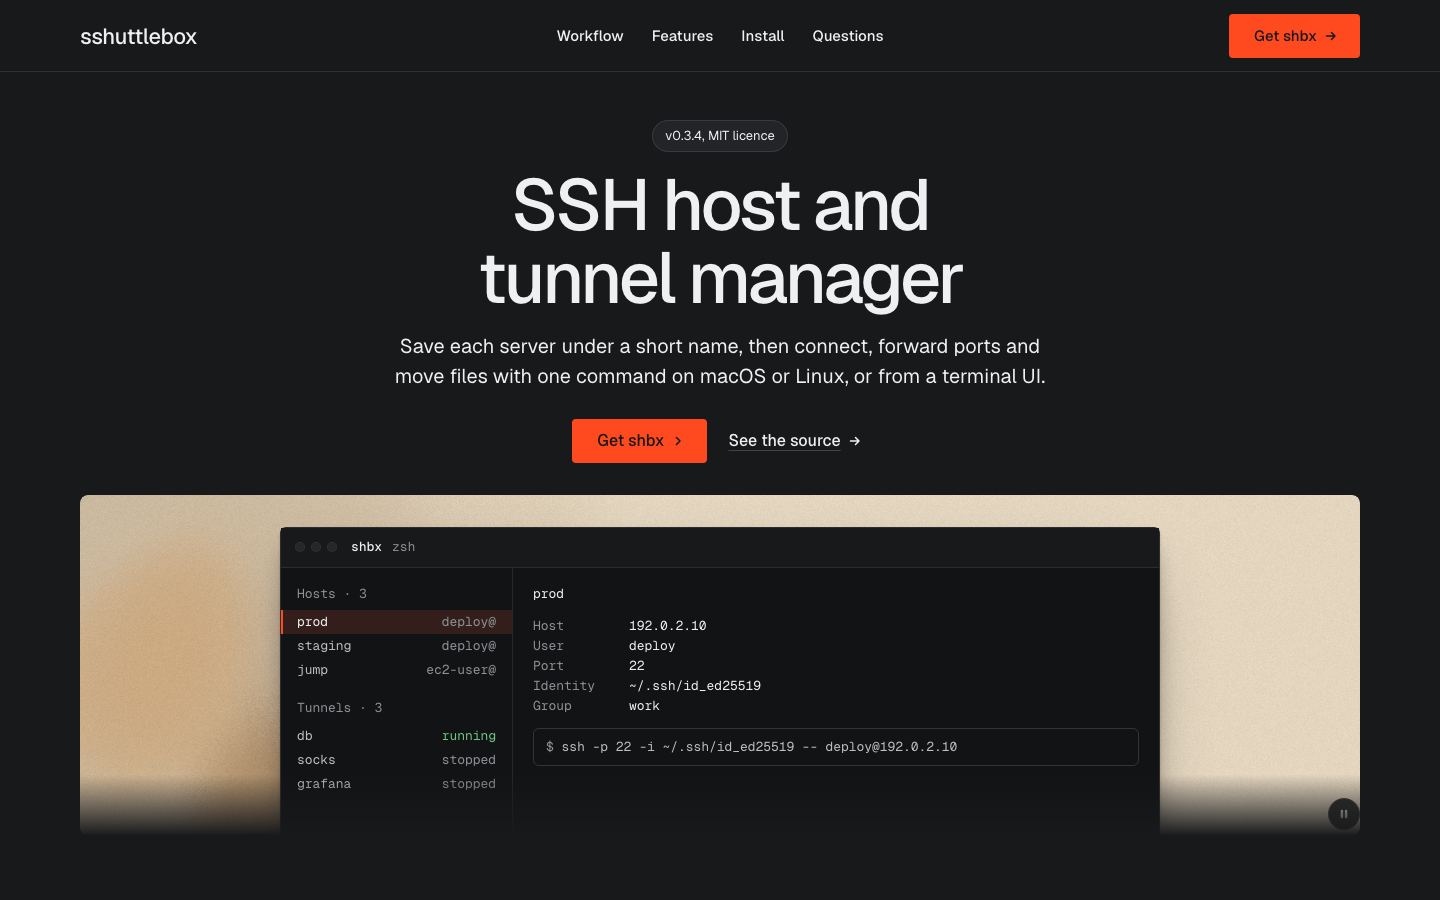 sshuttlebox
Workflow Features Install Questions
Get shbx →
v0.3.4, MIT licence
SSH host and
tunnel manager
Save each server under a short name, then connect, forward ports and
move files with one command on macOS or Linux, or from a terminal UI.
Get shbx ›
See the source →
shbx zsh
Hosts · 3
prod deploy@
staging deploy@
jump ec2-user@
Tunnels · 3
db running
socks stopped
grafana stopped
prod
Host 192.0.2.10
User deploy
Port 22
Identity ~/.ssh/id_ed25519
Group work
$ ssh -p 22 -i ~/.ssh/id_ed25519 -- deploy@192.0.2.10